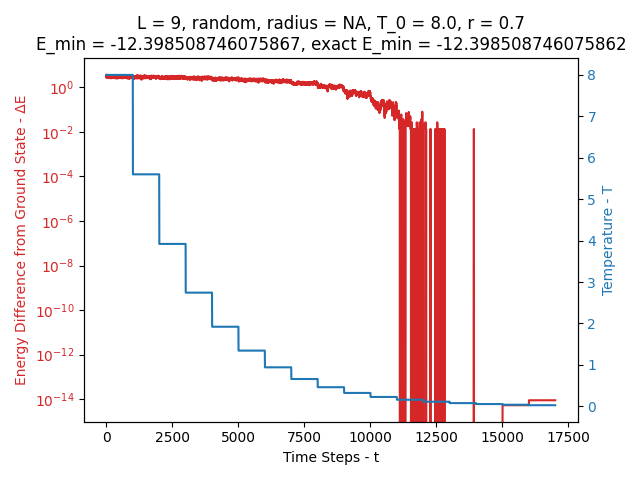 L = 9, random, radius = NA, T_0 = 8.0, r = 0.7
E_min = -12.398508746075867, exact E_min = -12.398508746075862
Energy Difference from Ground State - ΔE
10⁰
10⁻²
10⁻⁴
10⁻⁶
10⁻⁸
10⁻¹⁰
10⁻¹²
10⁻¹⁴
8
7
6
5
4
3
2
1
0
Temperature - T
0 2500 5000 7500 10000 12500 15000 17500
Time Steps - t